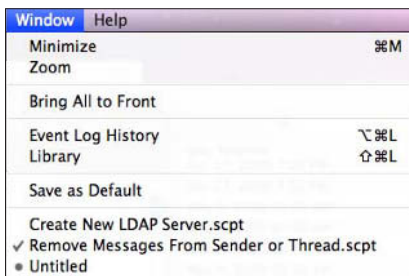 Window Help
Minimize ⌘M
Zoom
Bring All to Front
Event Log History ⌥⌘L
Library ⇧⌘L
Save as Default
Create New LDAP Server.scpt
✓ Remove Messages From Sender or Thread.scpt
• Untitled